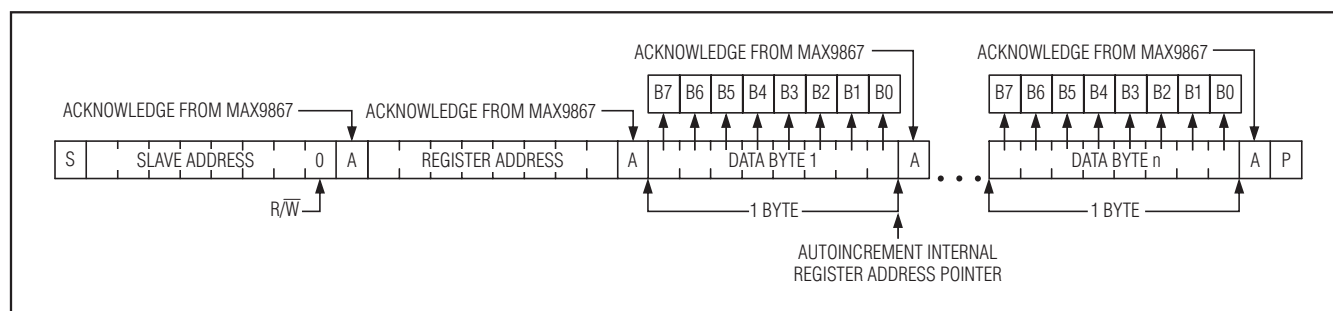 ACKNOWLEDGE FROM MAX9867
ACKNOWLEDGE FROM MAX9867
B7 B6 B5 B4 B3 B2 B1 B0
B7 B6 B5 B4 B3 B2 B1 B0
ACKNOWLEDGE FROM MAX9867
ACKNOWLEDGE FROM MAX9867
S SLAVE ADDRESS 0 A REGISTER ADDRESS A DATA BYTE 1 A DATA BYTE n A P
R/W̅
1 BYTE
1 BYTE
AUTOINCREMENT INTERNAL
REGISTER ADDRESS POINTER